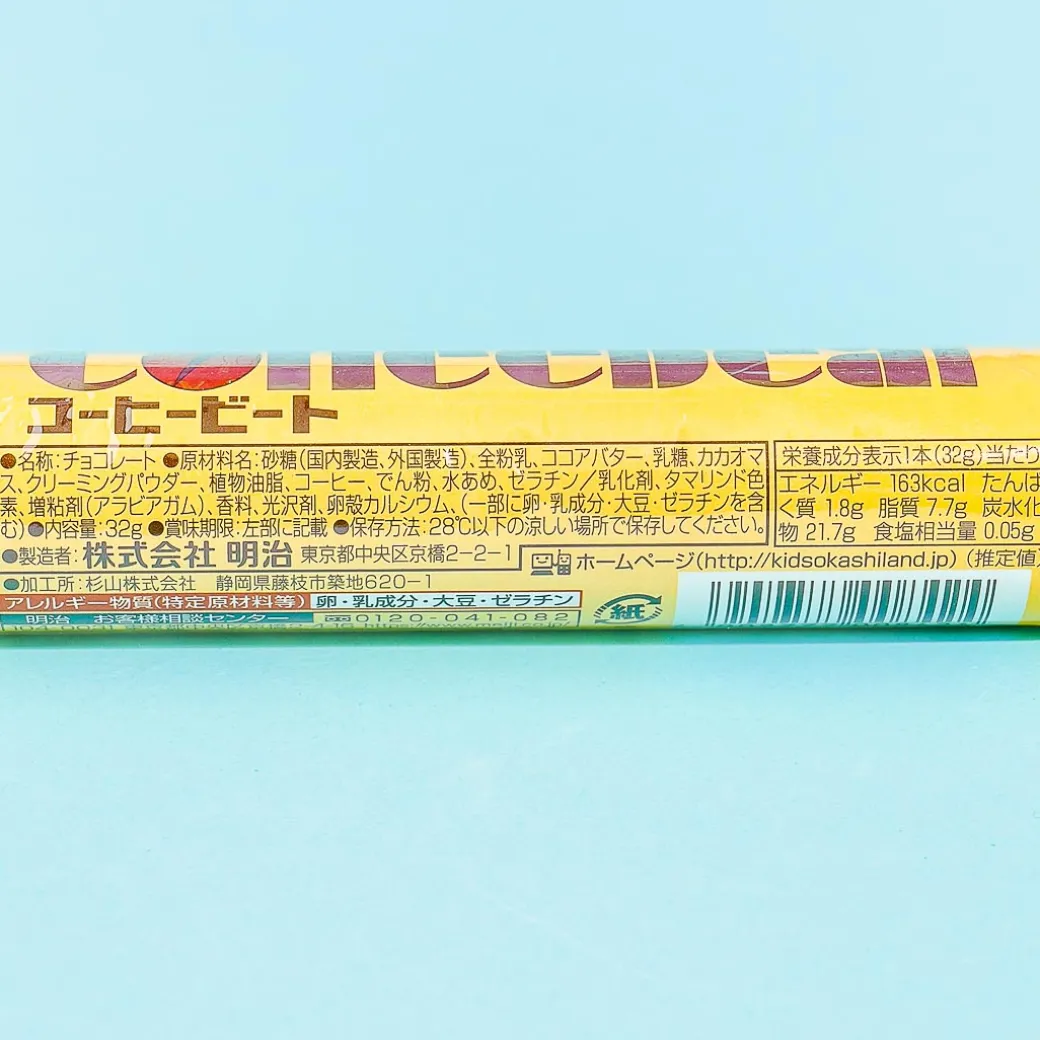 コーヒービート
●名称:チョコレート ●原材料名:砂糖(国内製造、外国製造)、全粉乳、ココアバター、乳糖、カカオマ
ス、クリーミングパウダー、植物油脂、コーヒー、でん粉、水あめ、ゼラチン/乳化剤、タマリンド色
素、増粘剤(アラビアガム)、香料、光沢剤、卵殻カルシウム、(一部に卵・乳成分・大豆・ゼラチンを含
む)●内容量:32g ●賞味期限:左部に記載 ●保存方法:28℃以下の涼しい場所で保存してください。
●製造者:株式会社 明治 東京都中央区京橋2-2-1
●加工所:杉山株式会社 静岡県藤枝市築地620-1
アレルギー物質(特定原材料等) 卵・乳成分・大豆・ゼラチン
明治 お客様相談センター 0120-041-082
栄養成分表示1本(32g)当たり
エネルギー 163kcal たんぱ
く質 1.8g 脂質 7.7g 炭水化
物 21.7g 食塩相当量 0.05g
ホームページ(http://kidsokashiland.jp) (推定値)
紙